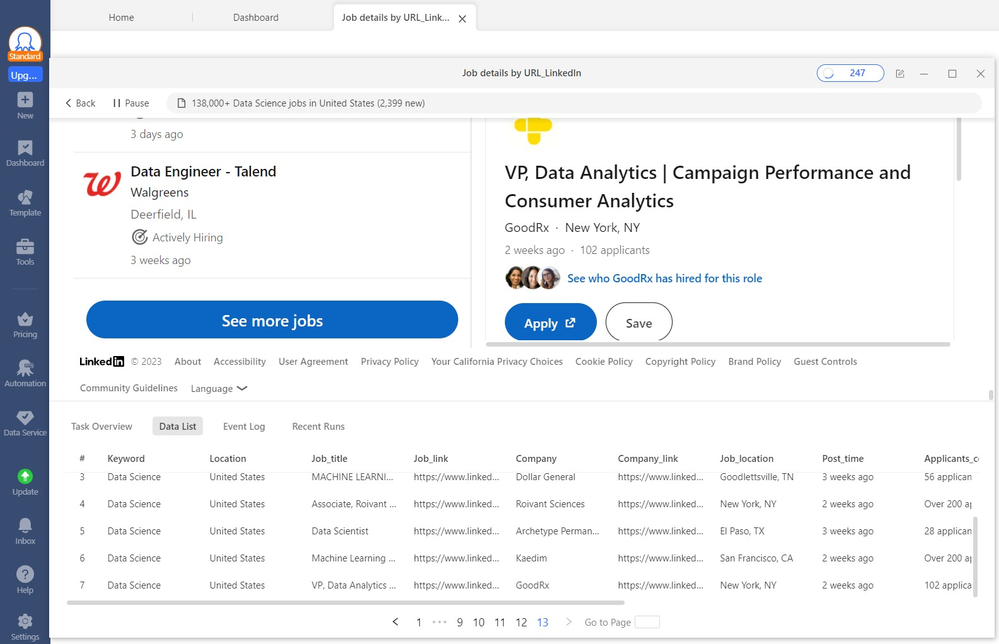 Home
Dashboard
Job details by URL_Link...
Standard
Upg...
New
Dashboard
Template
Tools
Pricing
Automation
Data Service
Update
Inbox
Help
Settings
Job details by URL_LinkedIn
247
Back
Pause
138,000+ Data Science jobs in United States (2,399 new)
3 days ago
Data Engineer - Talend
Walgreens
Deerfield, IL
Actively Hiring
3 weeks ago
See more jobs
VP, Data Analytics | Campaign Performance and
Consumer Analytics
GoodRx · New York, NY
2 weeks ago · 102 applicants
See who GoodRx has hired for this role
Apply
Save
LinkedIn © 2023 About Accessibility User Agreement Privacy Policy Your California Privacy Choices Cookie Policy Copyright Policy Brand Policy Guest Controls
Community Guidelines Language
Task Overview Data List Event Log Recent Runs
# Keyword Location Job_title Job_link Company Company_link Job_location Post_time Applicants_c
3 Data Science United States MACHINE LEARNI... https://www.linked... Dollar General https://www.linked... Goodlettsville, TN 3 weeks ago 56 applican
4 Data Science United States Associate, Roivant ... https://www.linked... Roivant Sciences https://www.linked... New York, NY 2 weeks ago Over 200 a
5 Data Science United States Data Scientist https://www.linked... Archetype Perman... https://www.linked... El Paso, TX 3 weeks ago 28 applican
6 Data Science United States Machine Learning ... https://www.linked... Kaedim https://www.linked... San Francisco, CA 2 weeks ago Over 200 a
7 Data Science United States VP, Data Analytics ... https://www.linked... GoodRx https://www.linked... New York, NY 2 weeks ago 102 applica
< 1 ••• 9 10 11 12 13 > Go to Page